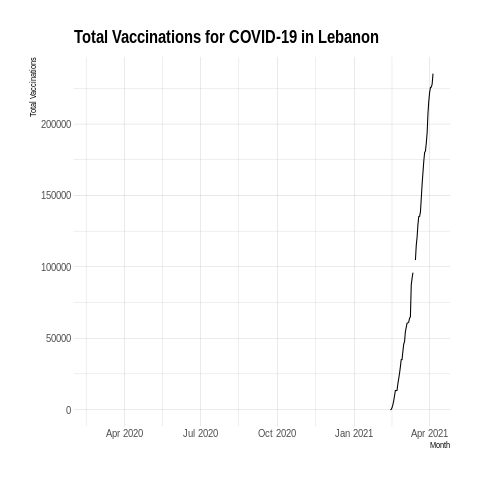 Total Vaccinations for COVID-19 in Lebanon
Total Vaccinations
200000
150000
100000
50000
0
Apr 2020 Jul 2020 Oct 2020 Jan 2021 Apr 2021
Month